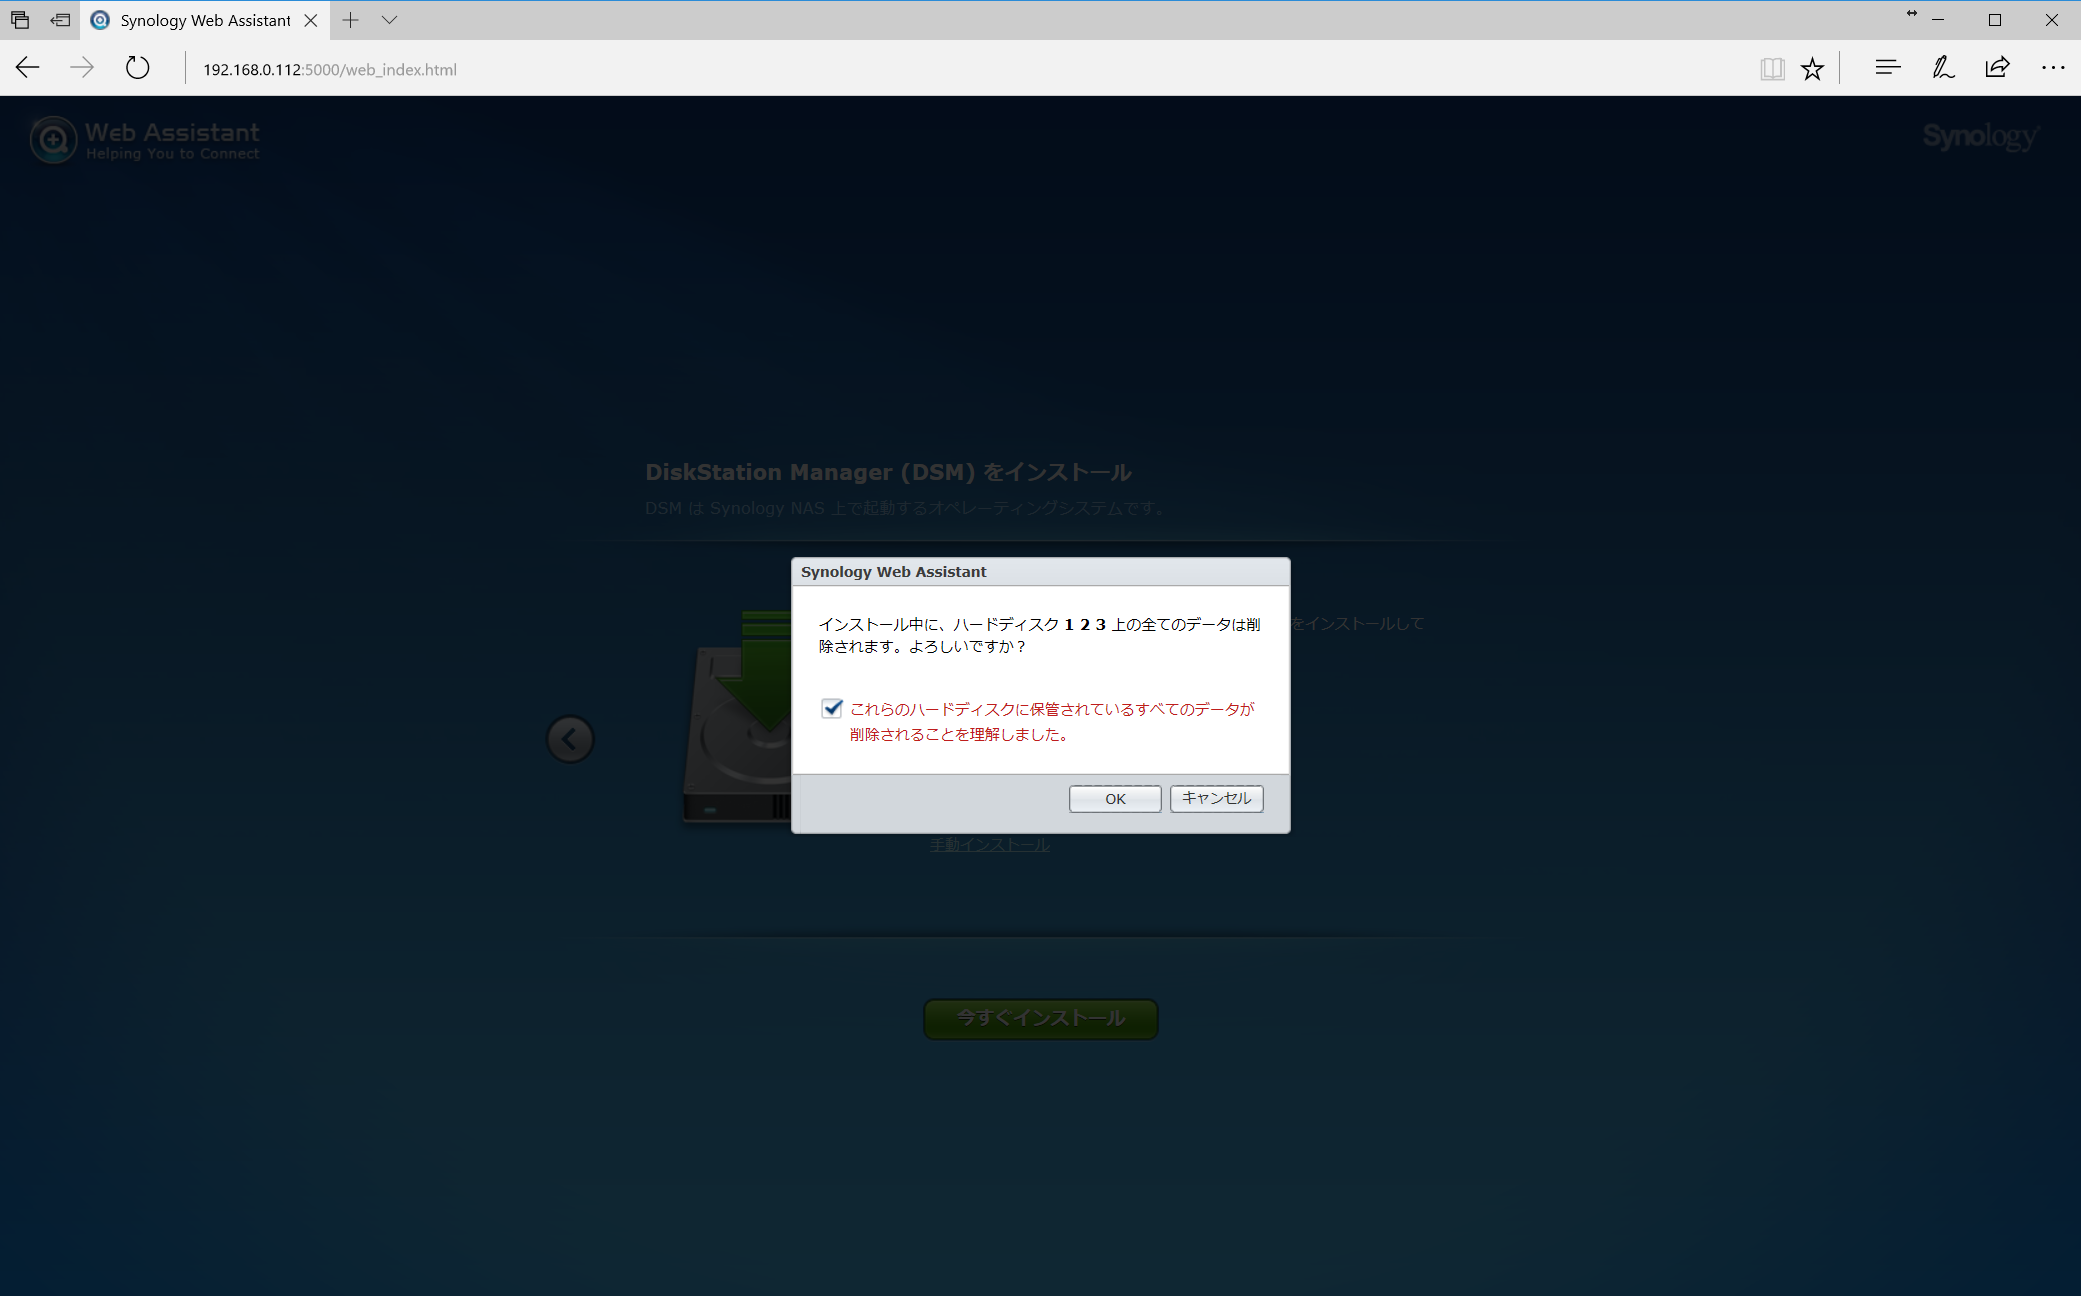 Synology Web Assistant
192.168.0.112:5000/web_index.html
Web Assistant
Helping You to Connect
Synology
DiskStation Manager (DSM) をインストール
DSM は Synology NAS 上で起動するオペレーティングシステムです。
Synology Web Assistant
インストール中に、ハードディスク 1 2 3 上の全てのデータは削
除されます。よろしいですか？
をインストールして
これらのハードディスクに保管されているすべてのデータが
削除されることを理解しました。
OK
キャンセル
手動インストール
今すぐインストール